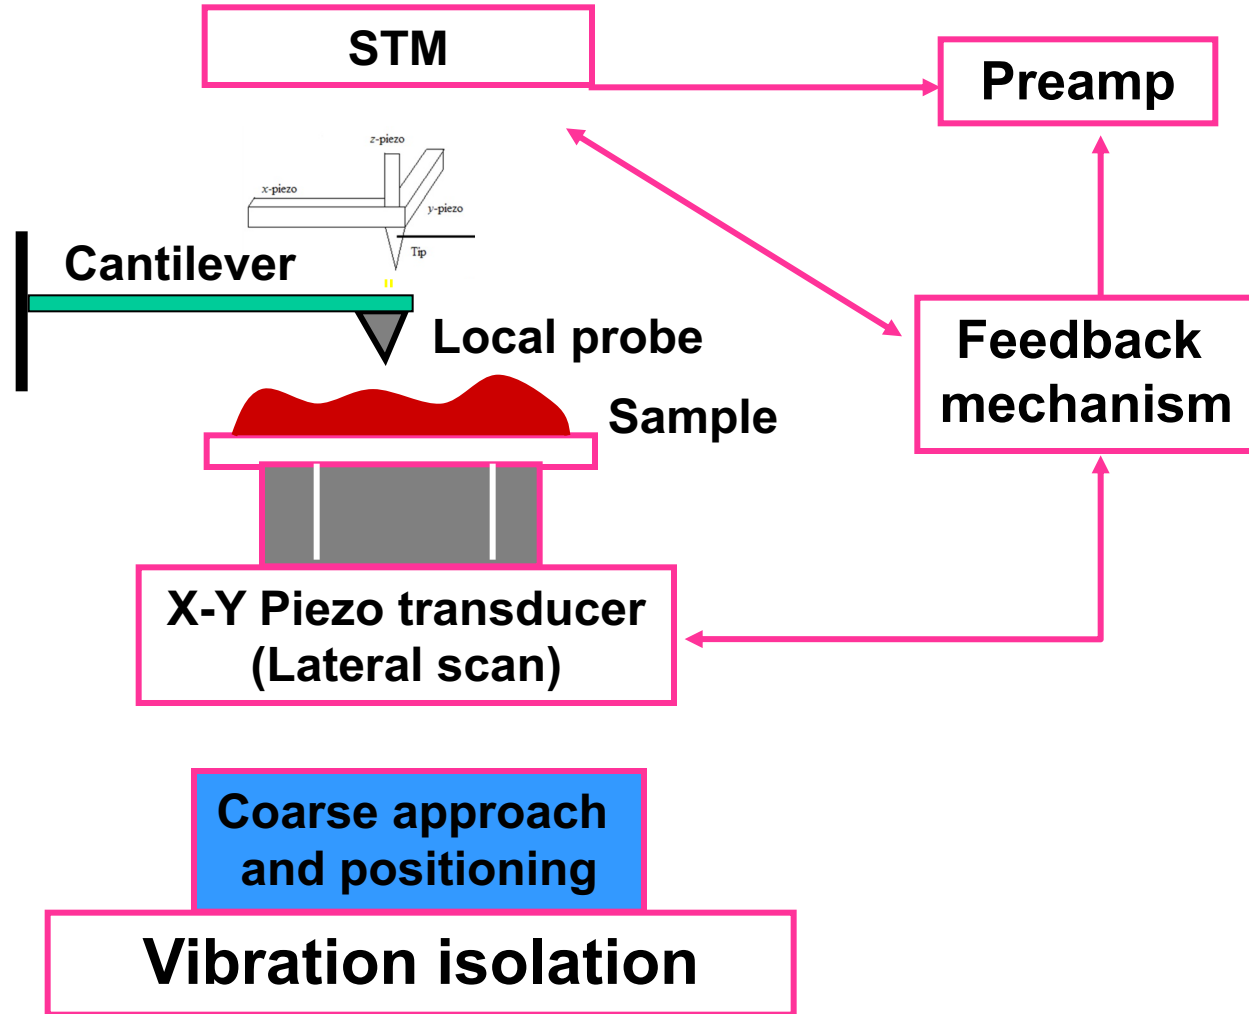 STM
Preamp
z-piezo
x-piezo
y-piezo
Tip
Cantilever
Local probe
Feedback
mechanism
Sample
X-Y Piezo transducer
(Lateral scan)
Coarse approach
and positioning
Vibration isolation